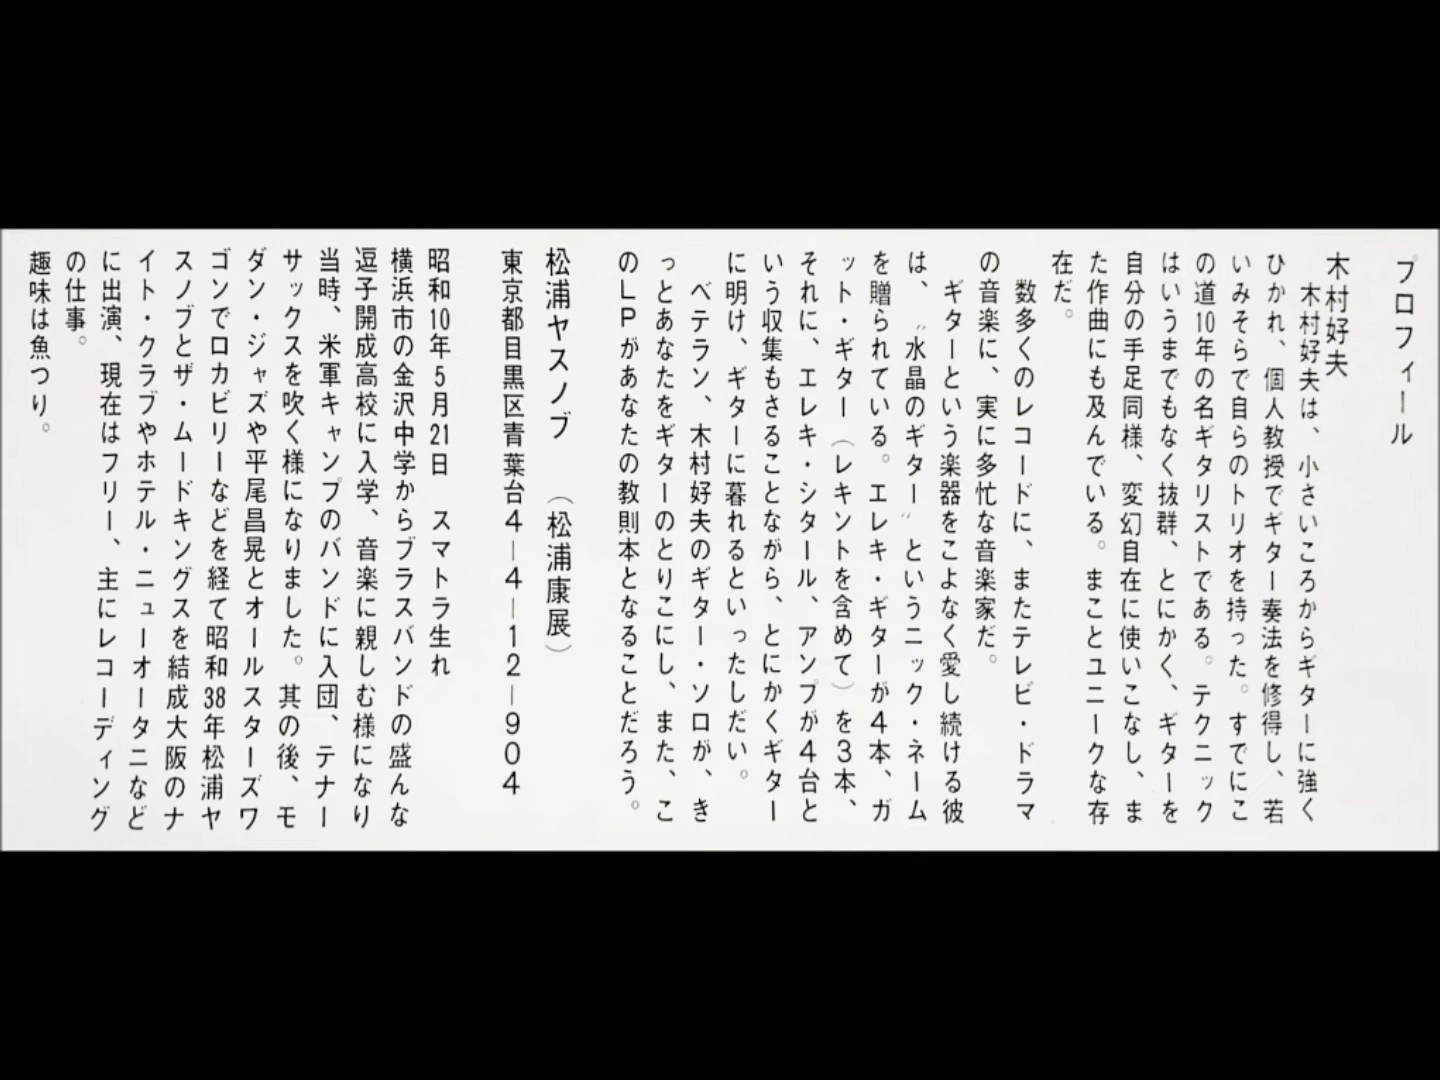 プロフィール
木村好夫
木村好夫は、小さいころからギターに強く
ひかれ、個人教授でギター奏法を修得し、若
いみそらで自らのトリオを持った。すでにこ
の道10年の名ギタリストである。テクニック
はいうまでもなく抜群、とにかく、ギターを
自分の手足同様、変幻自在に使いこなし、ま
た作曲にも及んでいる。まことユニークな存
在だ。
数多くのレコードに、またテレビ・ドラマ
の音楽に、実に多忙な音楽家だ。
ギターという楽器をこよなく愛し続ける彼
は、〝水晶のギター〟というニック・ネーム
を贈られている。エレキ・ギターが4本、ガ
ット・ギター（レキントを含めて）を3本、
それに、エレキ・シタール、アンプが4台と
いう収集もさることながら、とにかくギター
に明け、ギターに暮れるといったしだい。
ベテラン、木村好夫のギター・ソロが、き
っとあなたをギターのとりこにし、また、こ
のLPがあなたの教則本となることだろう。
松浦ヤスノブ（松浦康展）
東京都目黒区青葉台4－4－12－904
昭和10年5月21日　スマトラ生れ
横浜市の金沢中学からブラスバンドの盛んな
逗子開成高校に入学、音楽に親しむ様になり
当時、米軍キャンプのバンドに入団、テナー
サックスを吹く様になりました。其の後、モ
ダン・ジャズや平尾昌晃とオールスターズワ
ゴンでロカビリーなどを経て昭和38年松浦ヤ
スノブとザ・ムードキングスを結成大阪のナ
イト・クラブやホテル・ニューオータニなど
に出演、現在はフリー、主にレコーディング
の仕事。
趣味は魚つり。